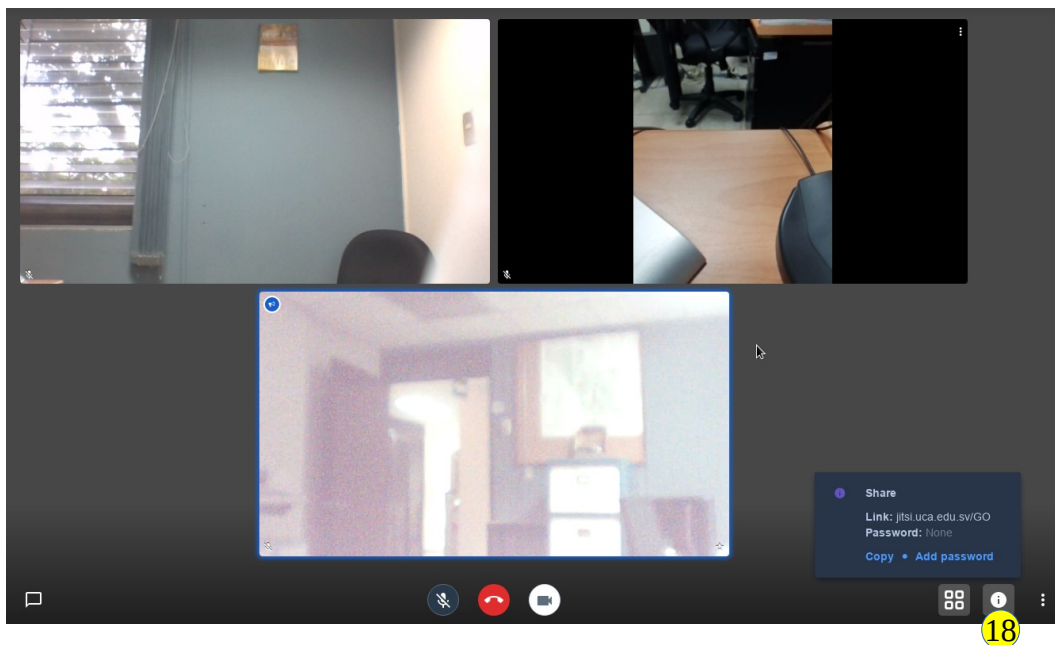 Share
Link: jitsi.uca.edu.sv/GO
Password: None
Copy • Add password
18